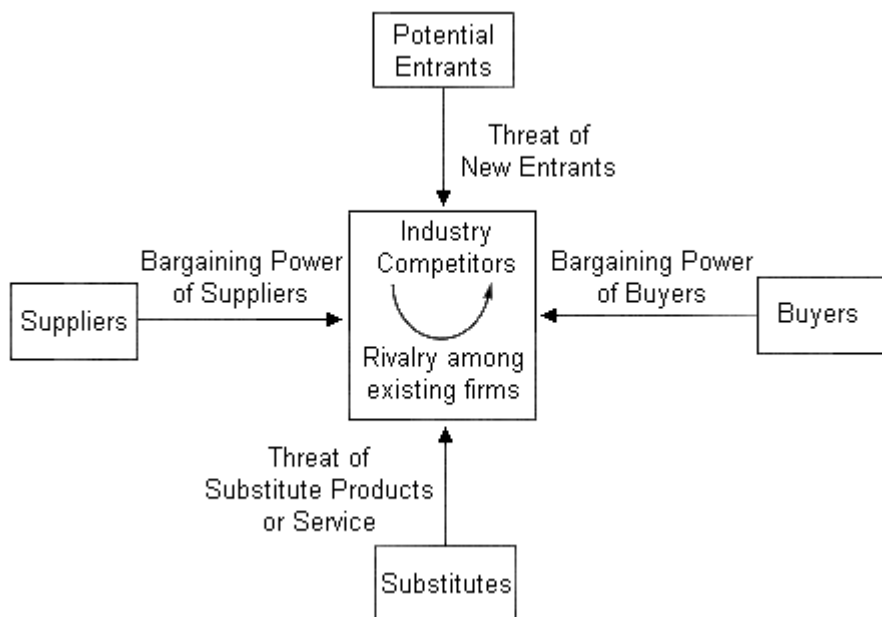 Potential
Entrants
Threat of
New Entrants
Industry
Competitors
Bargaining Power
of Suppliers
Bargaining Power
of Buyers
Suppliers
Buyers
Rivalry among
existing firms
Threat of
Substitute Products
or Service
Substitutes